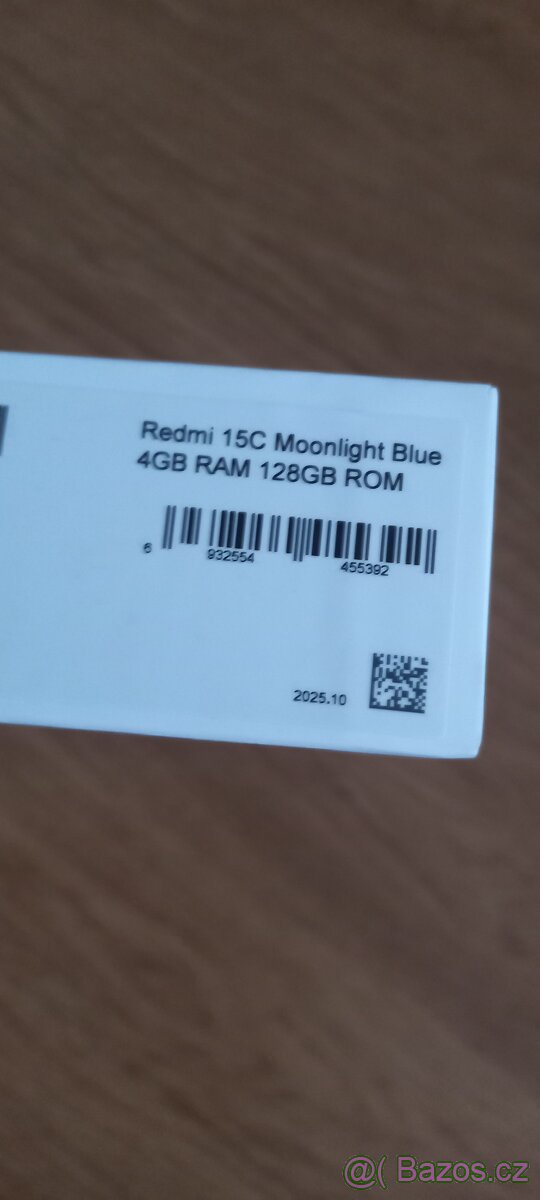 Redmi 15C Moonlight Blue
4GB RAM 128GB ROM
6 932554 455392
2025.10
@( Bazos.cz